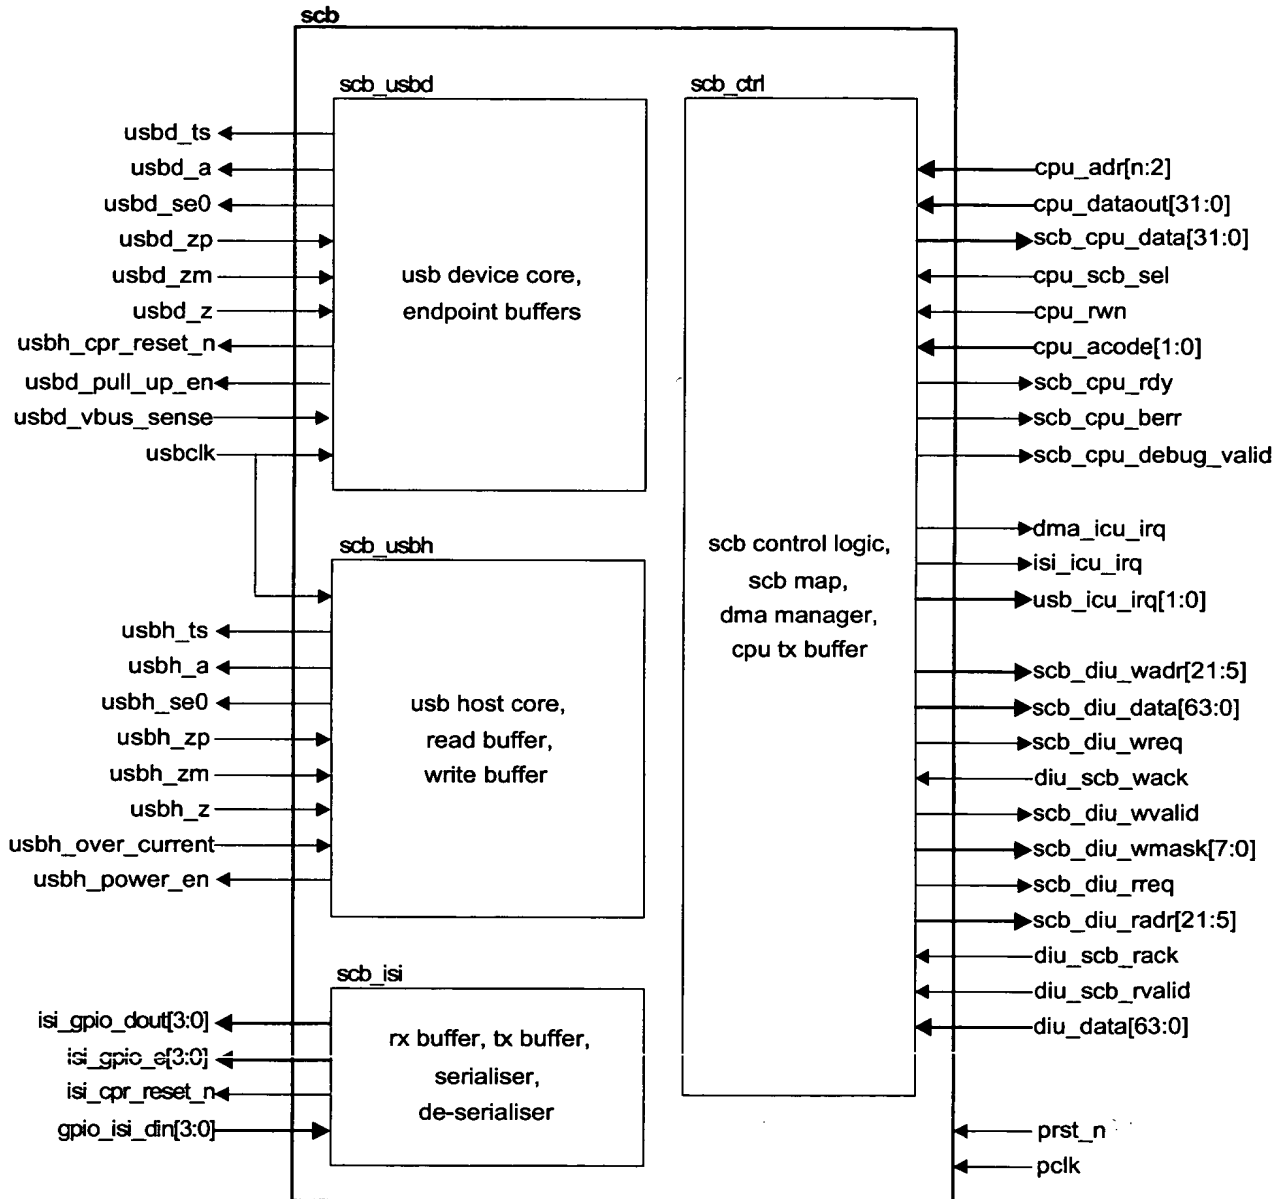 scb
scb_usbd
usbd_ts
usbd_a
usbd_se0
usbd_zp
usbd_zm
usbd_z
usbh_cpr_reset_n
usbd_pull_up_en
usbd_vbus_sense
usbclk
usb device core,
endpoint buffers
scb_usbh
usbh_ts
usbh_a
usbh_se0
usbh_zp
usbh_zm
usbh_z
usbh_over_current
usbh_power_en
usb host core,
read buffer,
write buffer
scb_isi
isi_gpio_dout[3:0]
isi_gpio_e[3:0]
isi_cpr_reset_n
gpio_isi_din[3:0]
rx buffer, tx buffer,
serialiser,
de-serialiser
scb_ctrl
scb control logic,
scb map,
dma manager,
cpu tx buffer
cpu_adr[n:2]
cpu_dataout[31:0]
scb_cpu_data[31:0]
cpu_scb_sel
cpu_rwn
cpu_acode[1:0]
scb_cpu_rdy
scb_cpu_berr
scb_cpu_debug_valid
dma_icu_irq
isi_icu_irq
usb_icu_irq[1:0]
scb_diu_wadr[21:5]
scb_diu_data[63:0]
scb_diu_wreq
diu_scb_wack
scb_diu_wvalid
scb_diu_wmask[7:0]
scb_diu_rreq
scb_diu_radr[21:5]
diu_scb_rack
diu_scb_rvalid
diu_data[63:0]
prst_n
pclk